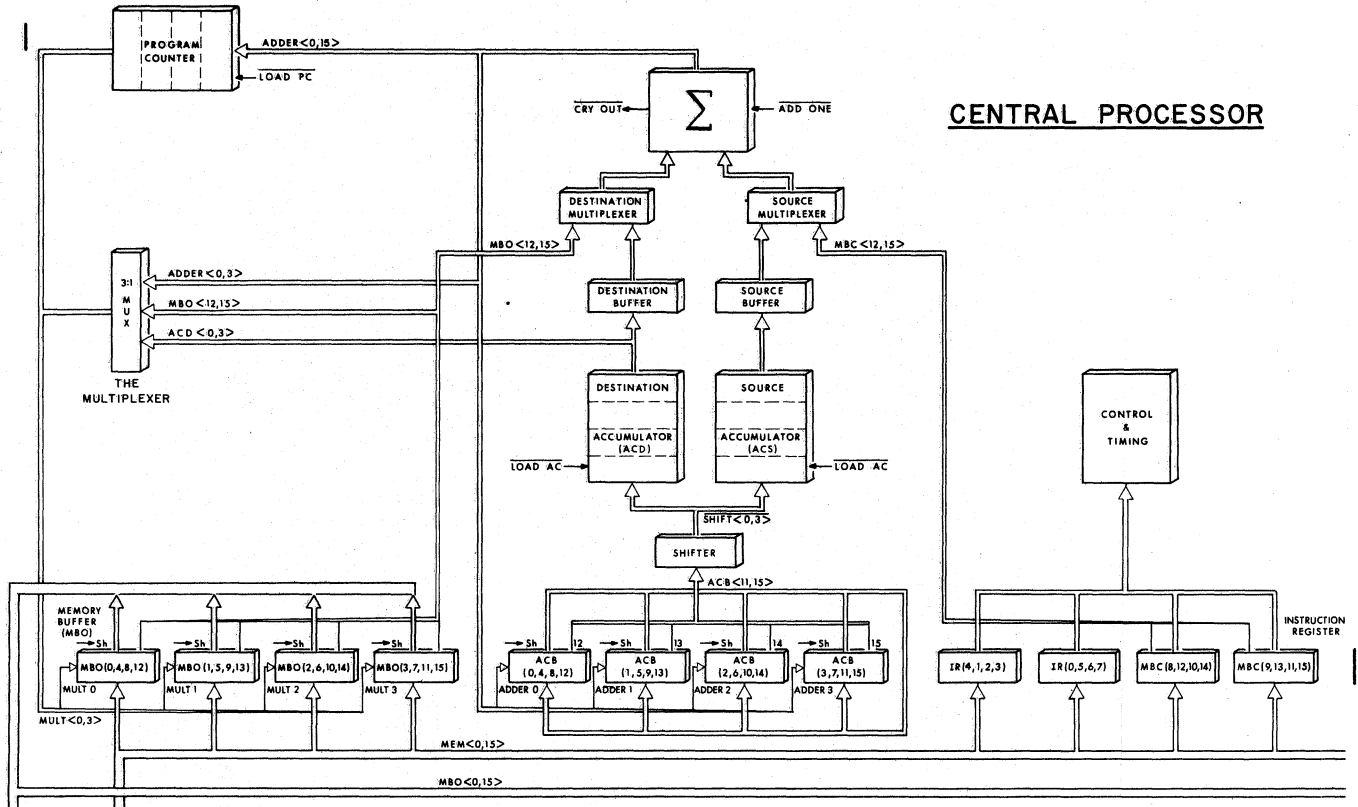 PROGRAM
COUNTER
ADDER<0,15>
LOAD PC
CRY OUT
Σ
ADD ONE
CENTRAL PROCESSOR
DESTINATION
MULTIPLEXER
SOURCE
MULTIPLEXER
MBO<12,15>
MBC<12,15>
3:1
M
U
X
ADDER<0,3>
MBO<12,15>
ACD<0,3>
THE
MULTIPLEXER
DESTINATION
BUFFER
SOURCE
BUFFER
DESTINATION
ACCUMULATOR
(ACD)
SOURCE
ACCUMULATOR
(ACS)
LOAD AC
LOAD AC
CONTROL
&
TIMING
SHIFT<0,3>
SHIFTER
ACB<11,15>
MEMORY
BUFFER
(MBO)
Sh
Sh
Sh
Sh
MBO(0,4,8,12)
MBO(1,5,9,13)
MBO(2,6,10,14)
MBO(3,7,11,15)
MULT 0
MULT 1
MULT 2
MULT 3
MULT<0,3>
Sh
12
Sh
13
Sh
14
Sh
15
ACB
(0,4,8,12)
ACB
(1,5,9,13)
ACB
(2,6,10,14)
ACB
(3,7,11,15)
ADDER 0
ADDER 1
ADDER 2
ADDER 3
INSTRUCTION
REGISTER
IR(4,1,2,3)
IR(0,5,6,7)
MBC(8,12,10,14)
MBC(9,13,11,15)
MEM<0,15>
MBO<0,15>